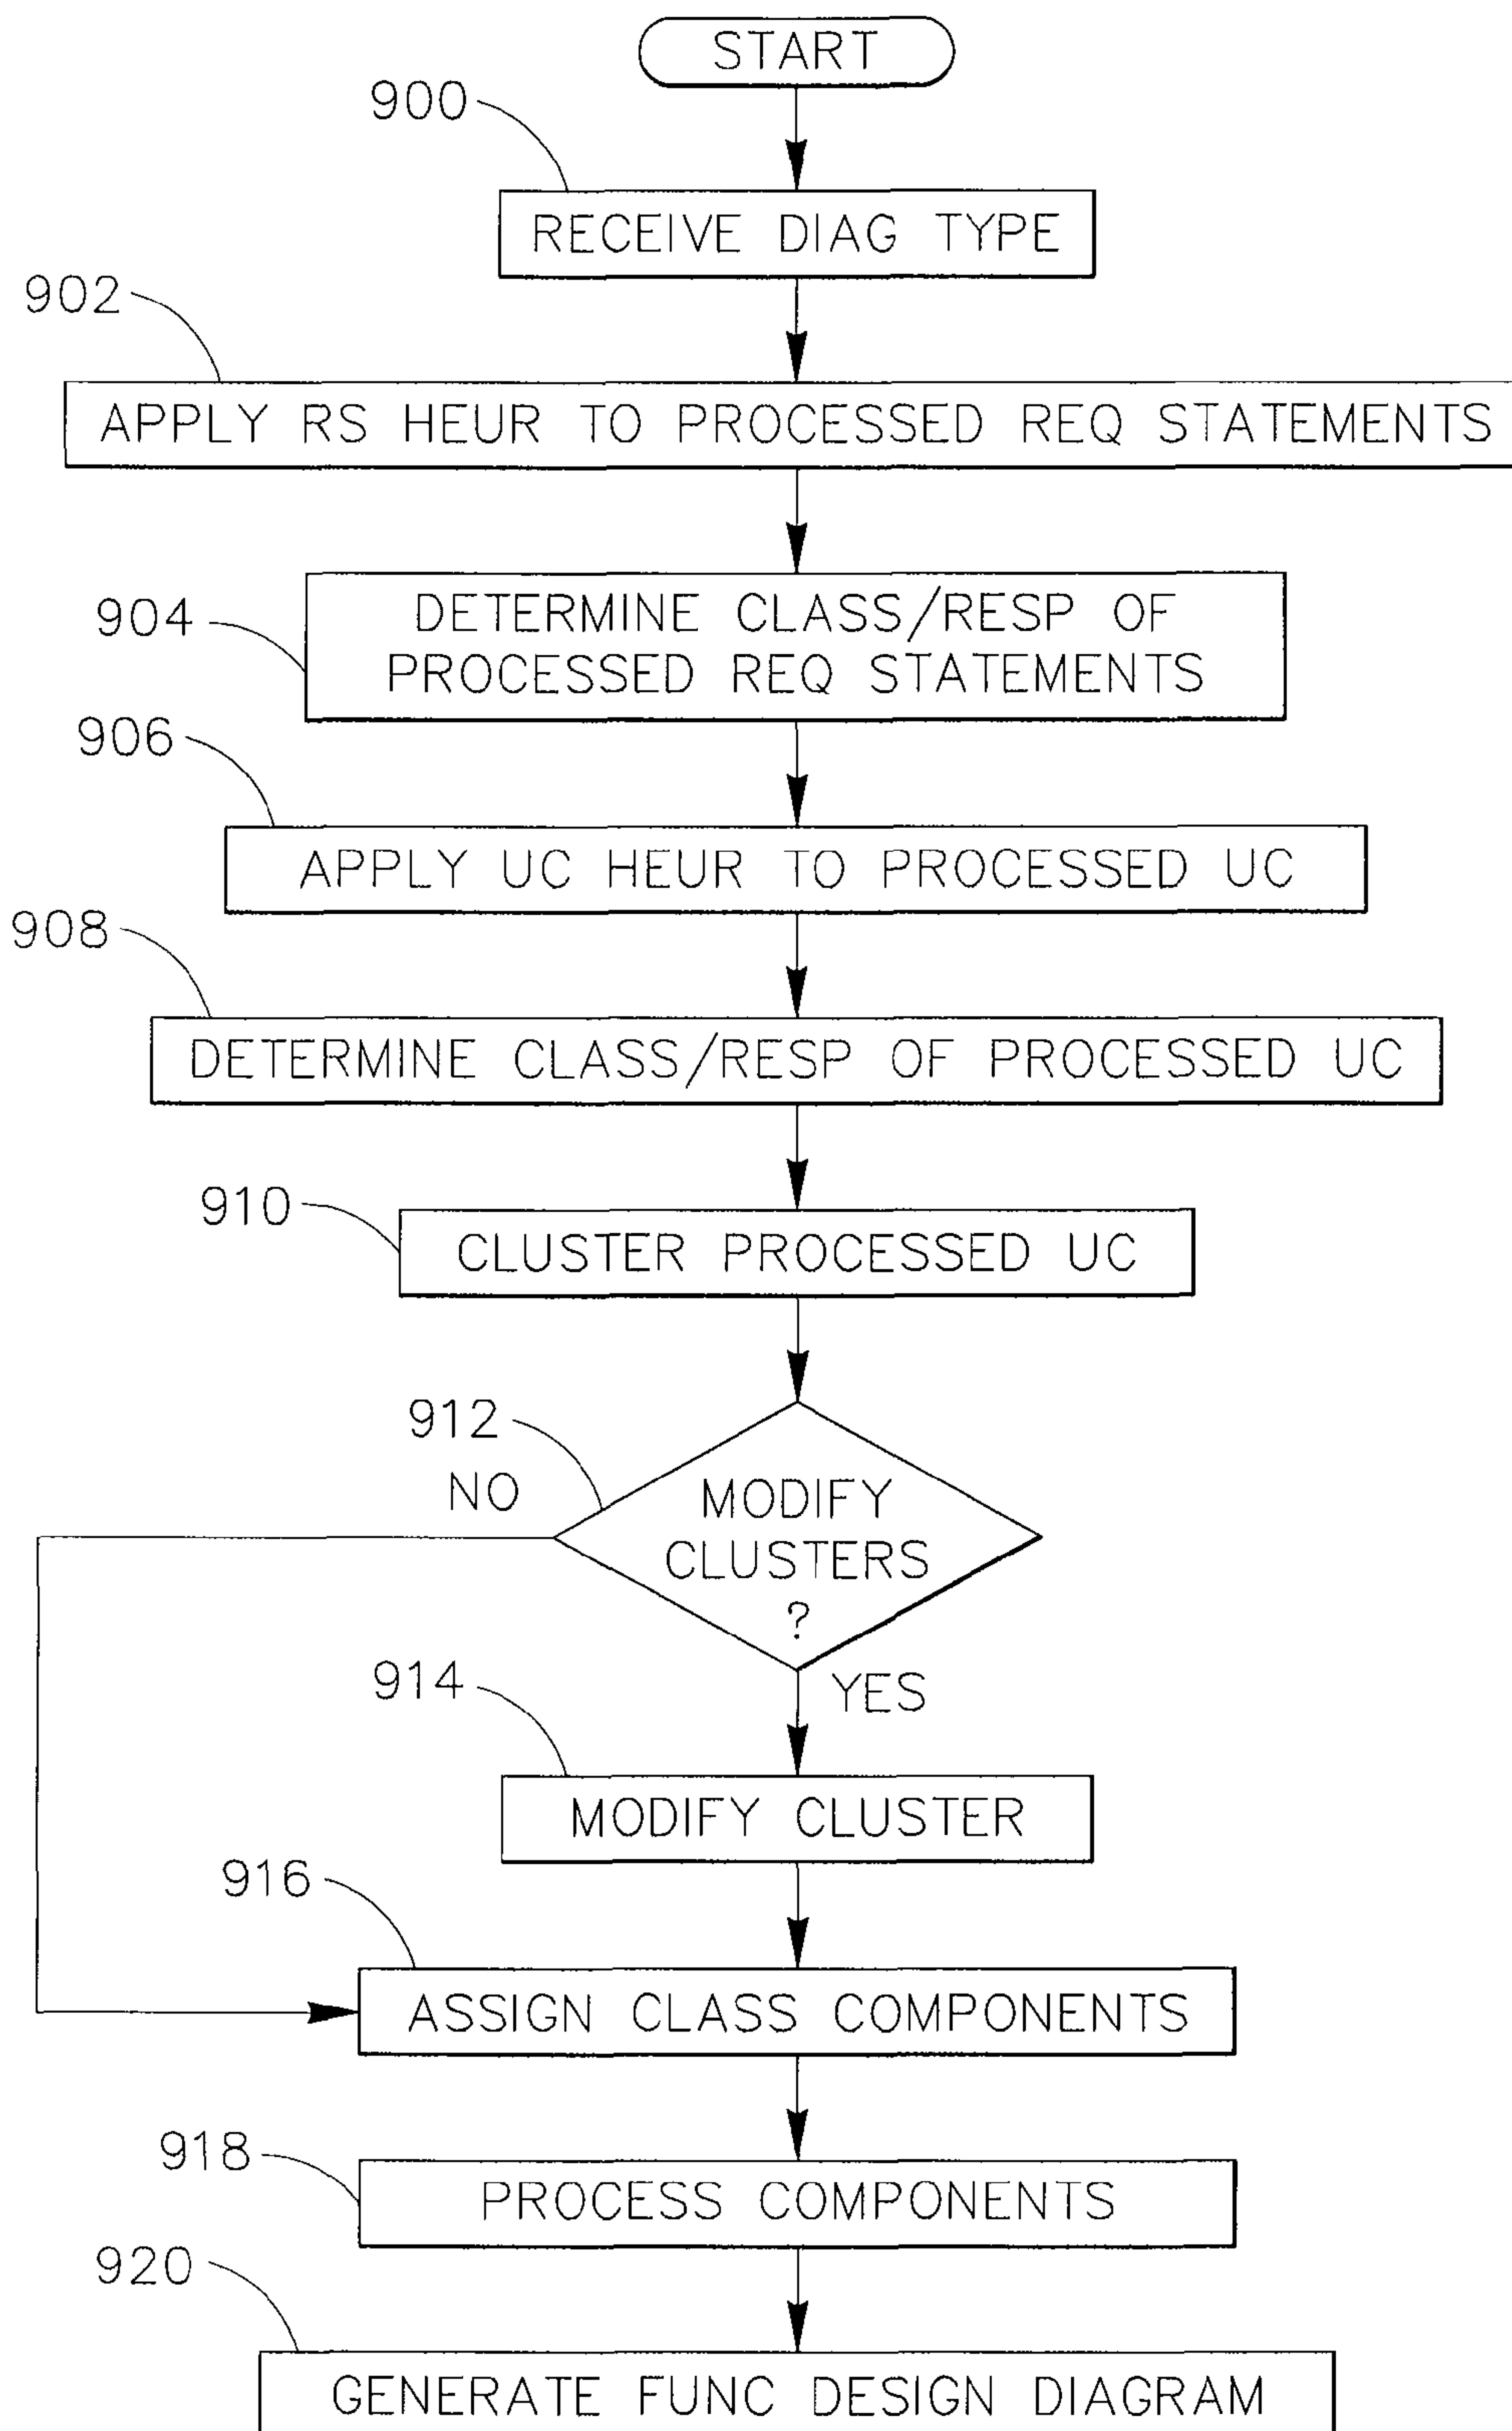 START
900
RECEIVE DIAG TYPE
902
APPLY RS HEUR TO PROCESSED REQ STATEMENTS
904
DETERMINE CLASS/RESP OF
PROCESSED REQ STATEMENTS
906
APPLY UC HEUR TO PROCESSED UC
908
DETERMINE CLASS/RESP OF PROCESSED UC
910
CLUSTER PROCESSED UC
912
NO
MODIFY
CLUSTERS
?
YES
914
MODIFY CLUSTER
916
ASSIGN CLASS COMPONENTS
918
PROCESS COMPONENTS
920
GENERATE FUNC DESIGN DIAGRAM